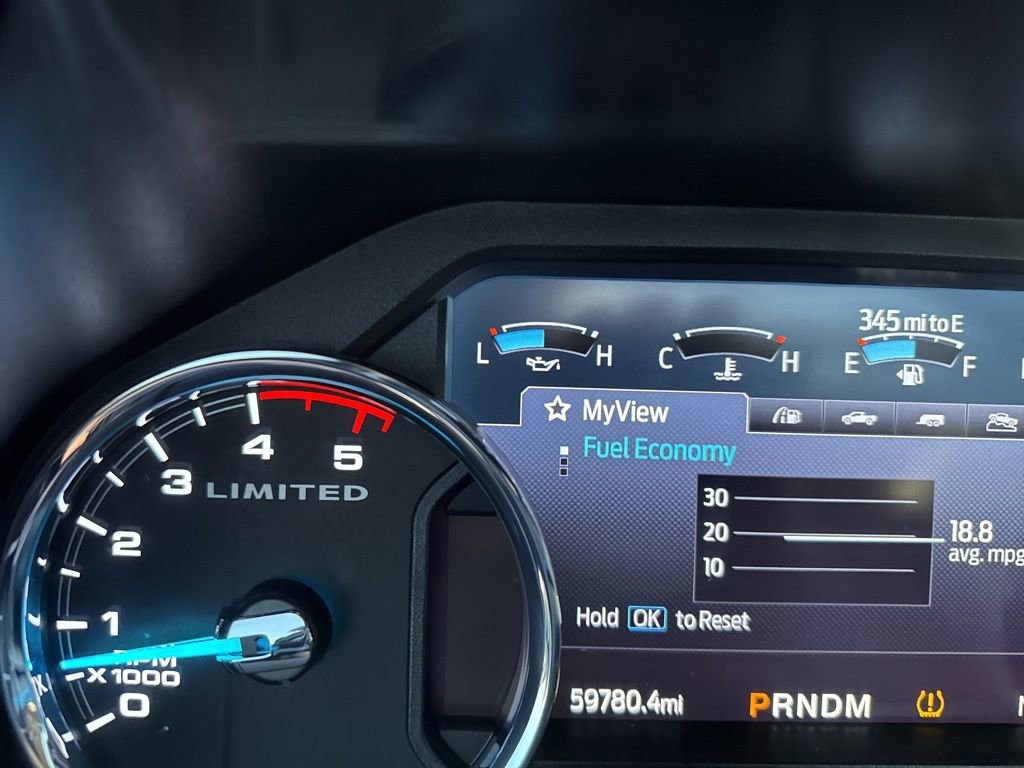 345 mi to E
L H
C H
E F
MyView
Fuel Economy
30
20
10
18.8
avg. mpg
Hold OK to Reset
59780.4mi
PRNDM
5
4
3
LIMITED
2
1
RPM
X 1000
0